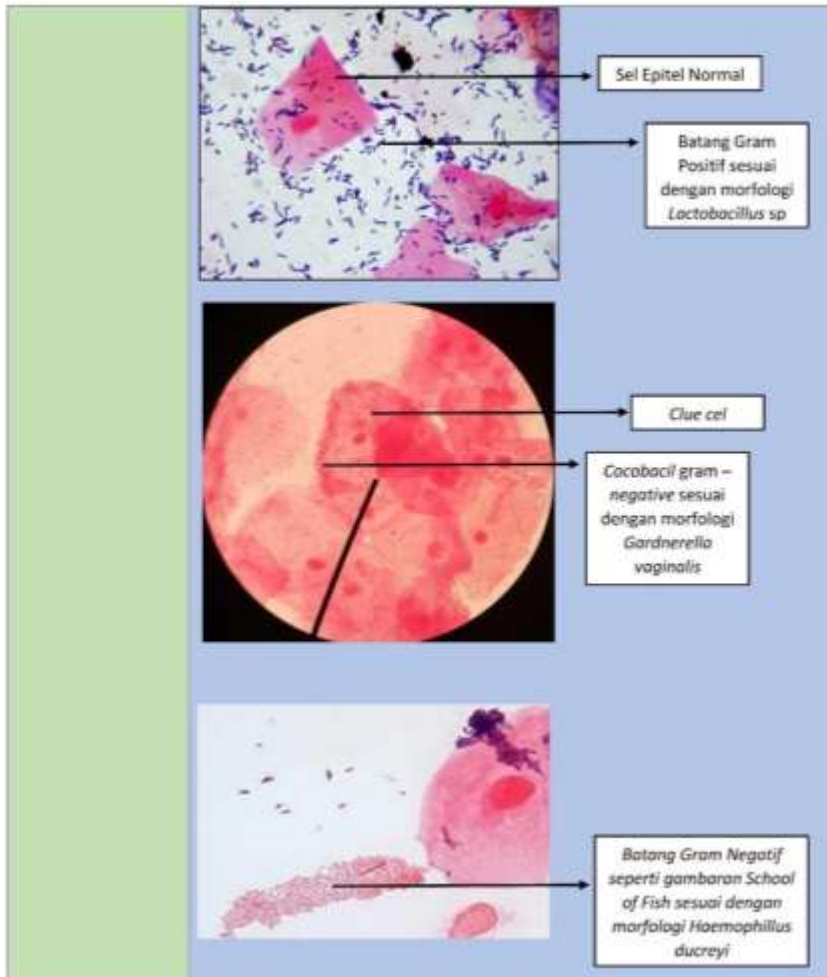 Sel Epitel Normal
Batang Gram
Positif sesuai
dengan morfologi
Lactobacillus sp
Clue cel
Cocobacil gram –
negative sesuai
dengan morfologi
Gardnerella
vaginalis
Batang Gram Negatif
seperti gambaran School
of Fish sesuai dengan
morfologi Haemophillus
ducreyi